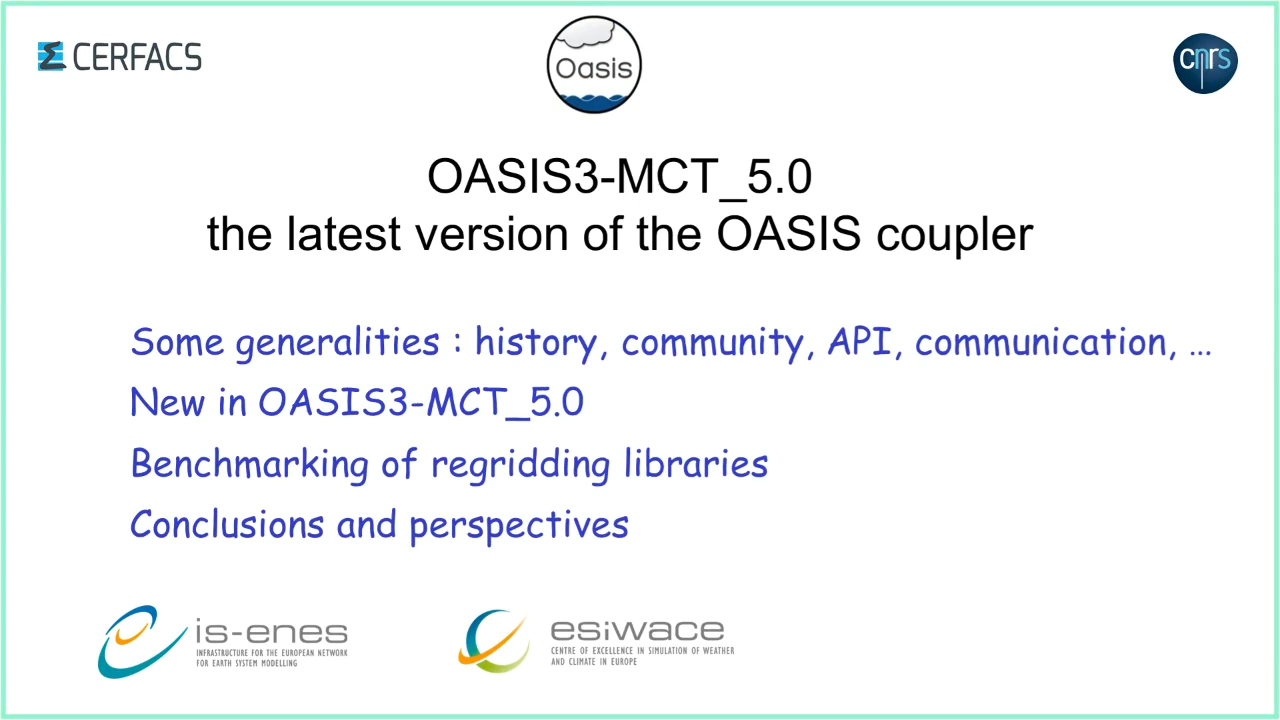 CERFACS
Oasis
cnrs
OASIS3-MCT_5.0
the latest version of the OASIS coupler
Some generalities : history, community, API, communication, ...
New in OASIS3-MCT_5.0
Benchmarking of regridding libraries
Conclusions and perspectives
is-enes
INFRASTRUCTURE FOR THE EUROPEAN NETWORK
FOR EARTH SYSTEM MODELLING
esiwace
CENTRE OF EXCELLENCE IN SIMULATION OF WEATHER
AND CLIMATE IN EUROPE